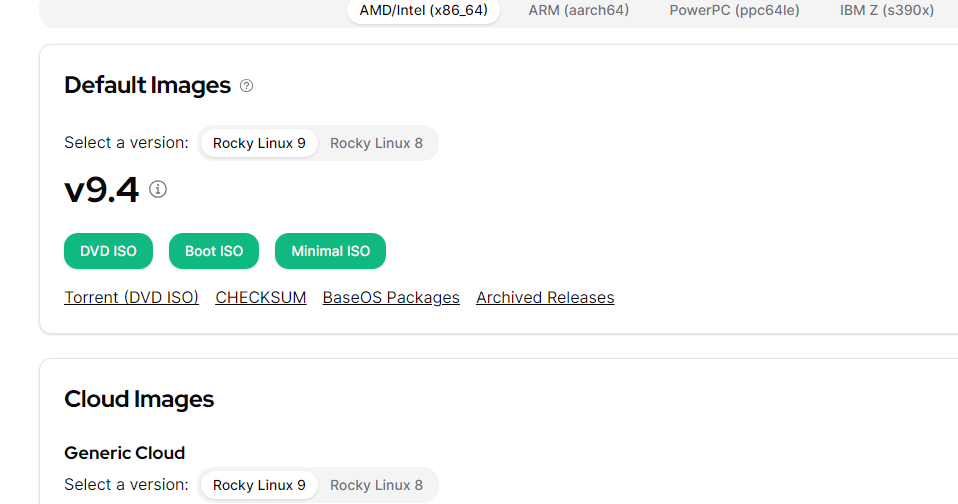 AMD/Intel (x86_64) ARM (aarch64) PowerPC (ppc64le) IBM Z (s390x)
Default Images
Select a version: Rocky Linux 9 Rocky Linux 8
v9.4
DVD ISO Boot ISO Minimal ISO
Torrent (DVD ISO) CHECKSUM BaseOS Packages Archived Releases
Cloud Images
Generic Cloud
Select a version: Rocky Linux 9 Rocky Linux 8